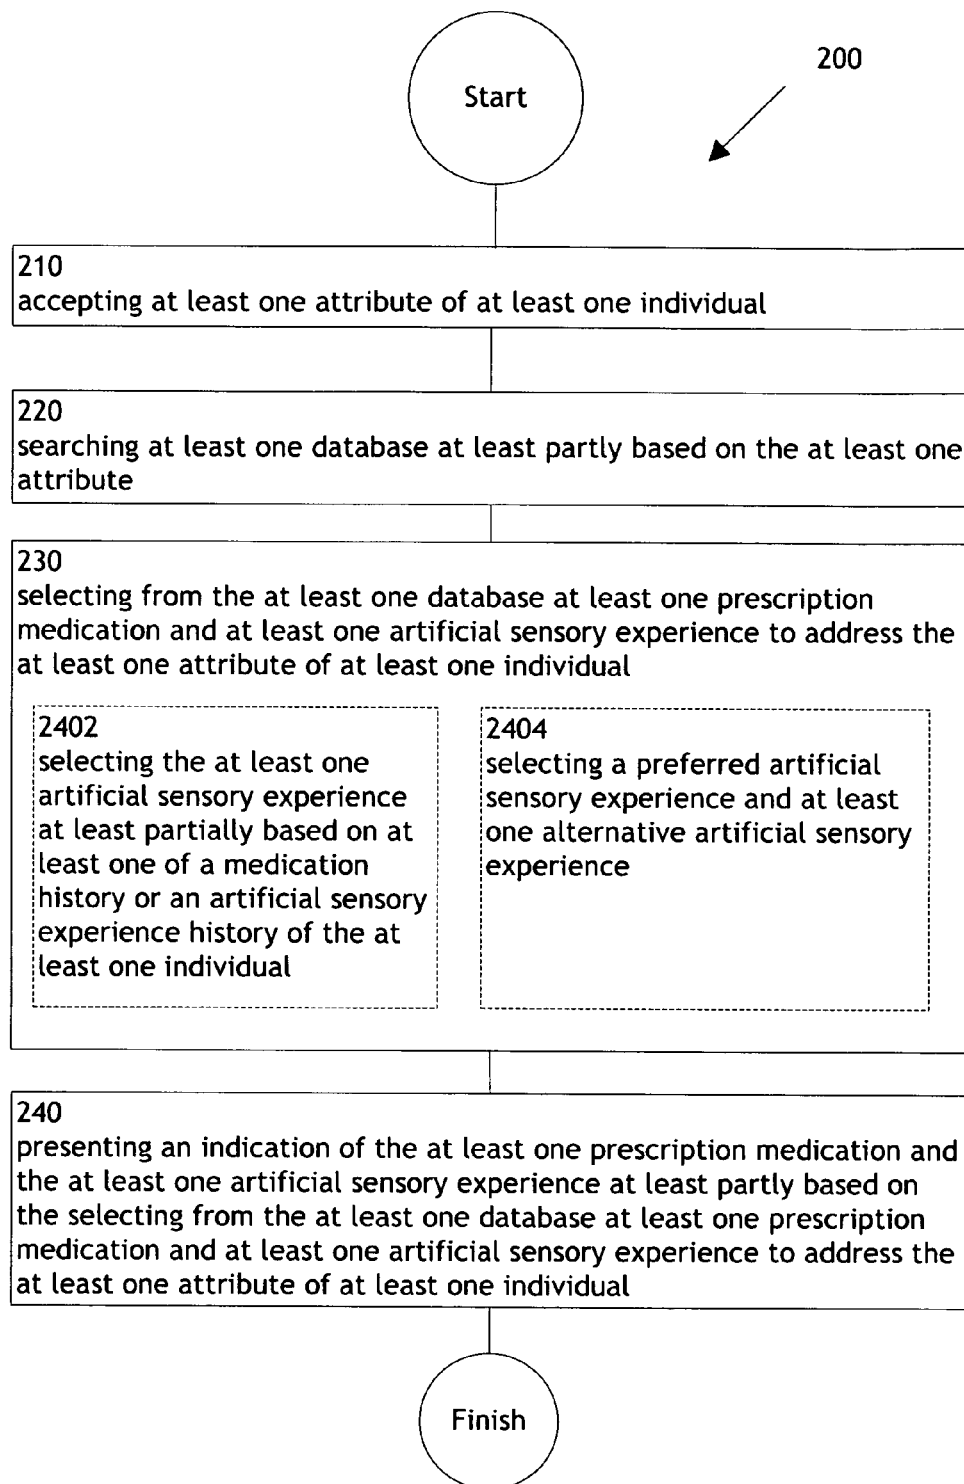 Start
200
210
accepting at least one attribute of at least one individual
220
searching at least one database at least partly based on the at least one
attribute
230
selecting from the at least one database at least one prescription
medication and at least one artificial sensory experience to address the
at least one attribute of at least one individual
2402
selecting the at least one
artificial sensory experience
at least partially based on at
least one of a medication
history or an artificial sensory
experience history of the at
least one individual
2404
selecting a preferred artificial
sensory experience and at least
one alternative artificial sensory
experience
240
presenting an indication of the at least one prescription medication and
the at least one artificial sensory experience at least partly based on
the selecting from the at least one database at least one prescription
medication and at least one artificial sensory experience to address the
at least one attribute of at least one individual
Finish